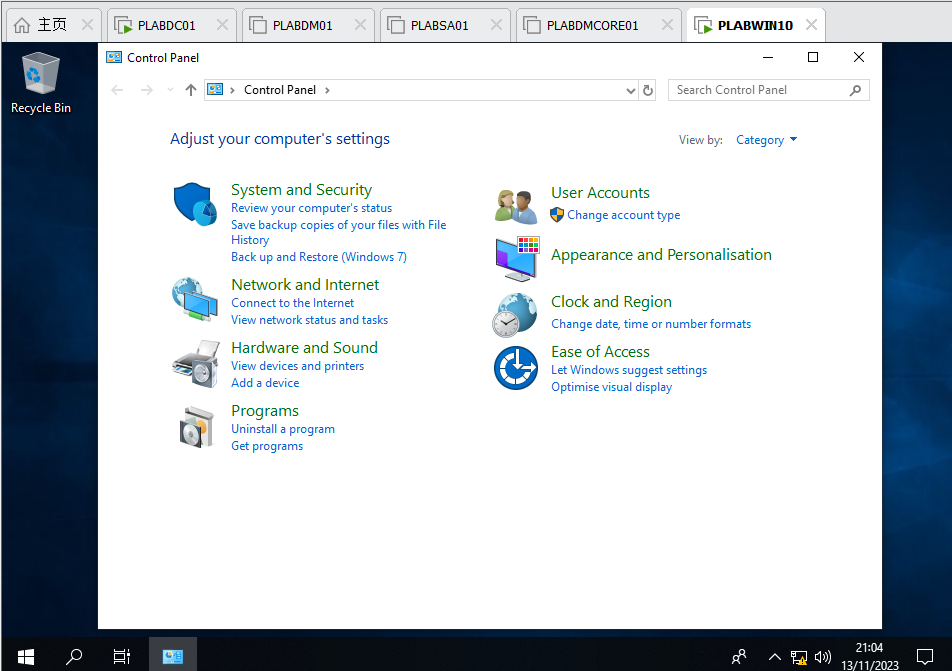 主页
PLABDC01
PLABDM01
PLABSA01
PLABDMCORE01
PLABWIN10
Recycle Bin
Control Panel
Control Panel
Search Control Panel
Adjust your computer's settings
View by:
Category
System and Security
Review your computer's status
Save backup copies of your files with File
History
Back up and Restore (Windows 7)
Network and Internet
Connect to the Internet
View network status and tasks
Hardware and Sound
View devices and printers
Add a device
Programs
Uninstall a program
Get programs
User Accounts
Change account type
Appearance and Personalisation
Clock and Region
Change date, time or number formats
Ease of Access
Let Windows suggest settings
Optimise visual display
21:04
13/11/2023